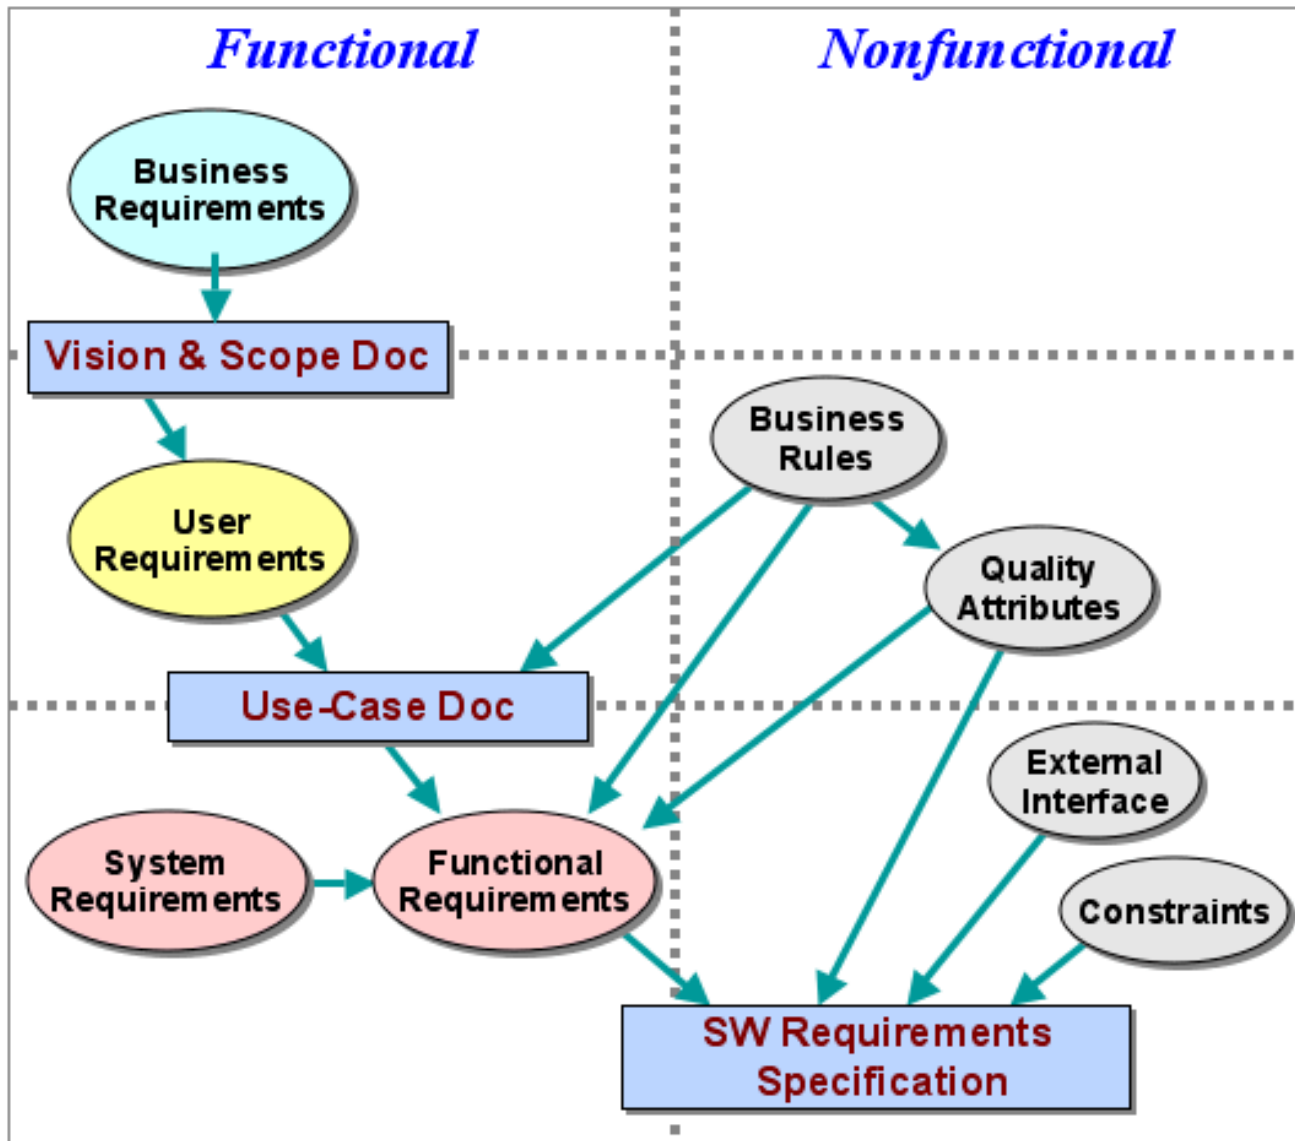 Functional
Nonfunctional
Business
Requirements
Vision & Scope Doc
Business
Rules
User
Requirements
Quality
Attributes
Use-Case Doc
External
Interface
System
Requirements
Functional
Requirements
Constraints
SW Requirements
Specification